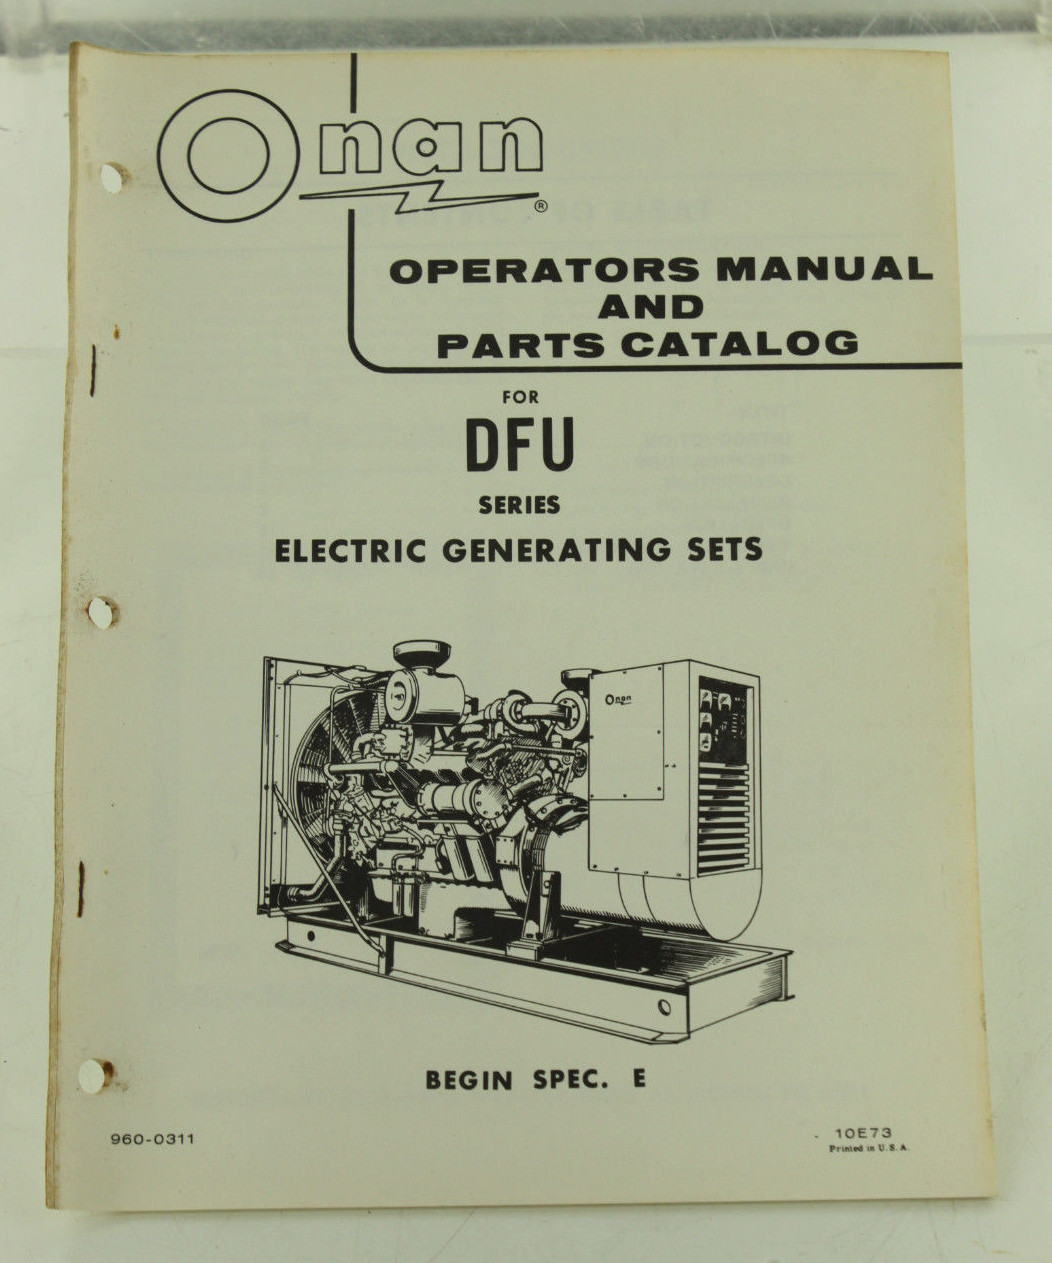 Onan
®
OPERATORS MANUAL
AND
PARTS CATALOG
FOR
DFU
SERIES
ELECTRIC GENERATING SETS
Onan
BEGIN SPEC. E
960-0311
10E73
Printed in U.S.A.